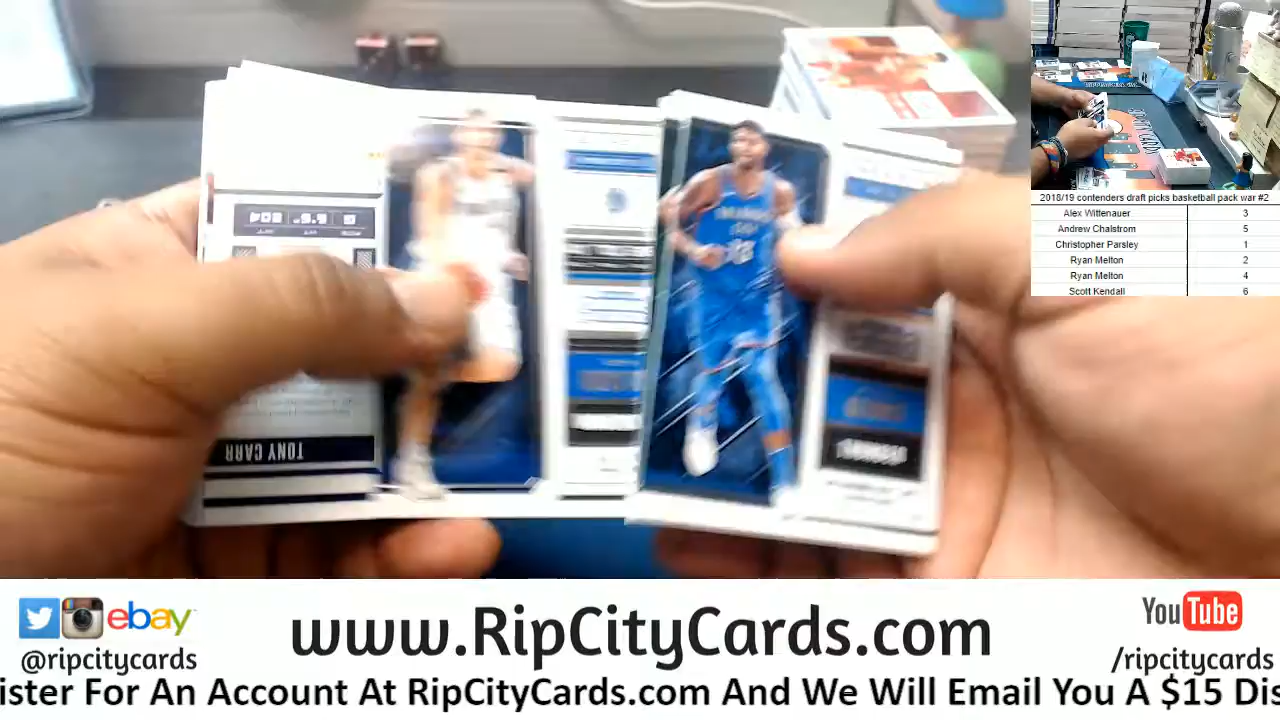 TONY CARR
2018/19 contenders draft picks basketball pack war #2
Alex Wittenauer 3
Andrew Chalstrom 5
Christopher Parsley 1
Ryan Melton 2
Ryan Melton 4
Scott Kendall 6
ebay
@ripcitycards
www.RipCityCards.com
YouTube
/ripcitycards
ister For An Account At RipCityCards.com And We Will Email You A $15 Dis